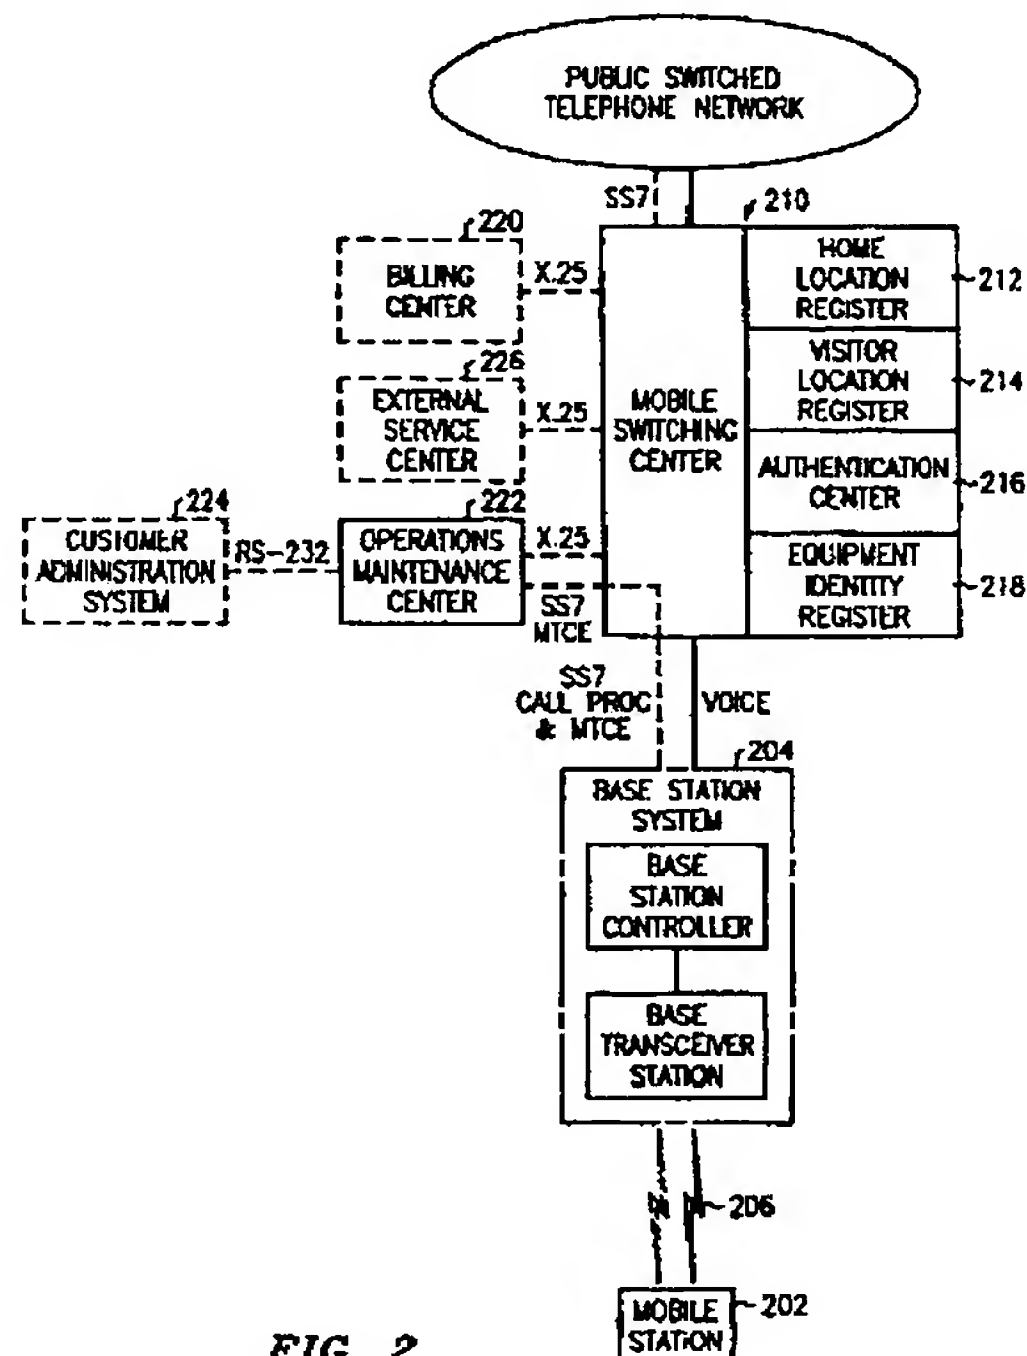 PUBLIC SWITCHED
TELEPHONE NETWORK
SS7
210
220
BILLING
CENTER
X.25
HOME
LOCATION
REGISTER
212
226
EXTERNAL
SERVICE
CENTER
X.25
MOBILE
SWITCHING
CENTER
VISITOR
LOCATION
REGISTER
214
AUTHENTICATION
CENTER
216
224
CUSTOMER
ADMINISTRATION
SYSTEM
RS-232
222
OPERATIONS
MAINTENANCE
CENTER
X.25
SS7
MTCE
EQUIPMENT
IDENTITY
REGISTER
218
SS7
CALL PROC
& MTCE
VOICE
204
BASE STATION
SYSTEM
BASE
STATION
CONTROLLER
BASE
TRANSCEIVER
STATION
206
202
MOBILE
STATION
FIG. 2